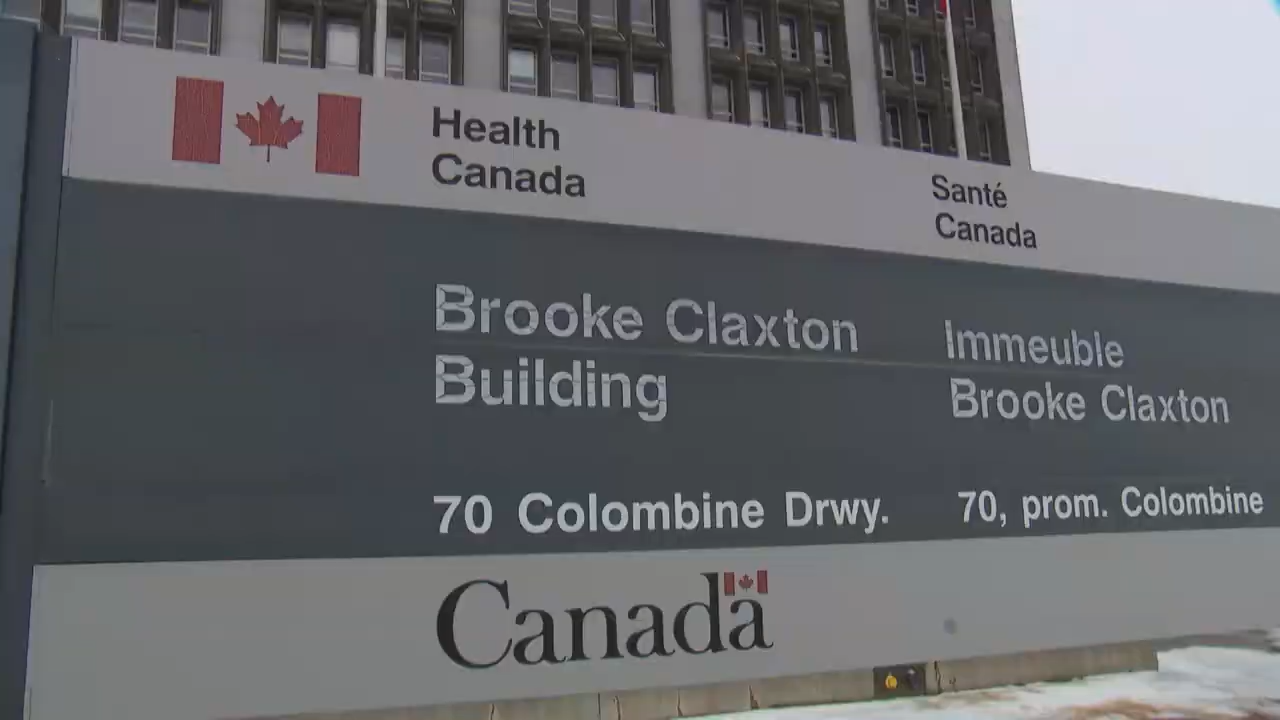 Health
Canada
Santé
Canada
Brooke Claxton
Building
Immeuble
Brooke Claxton
70 Colombine Drwy.
70, prom. Colombine
Canada